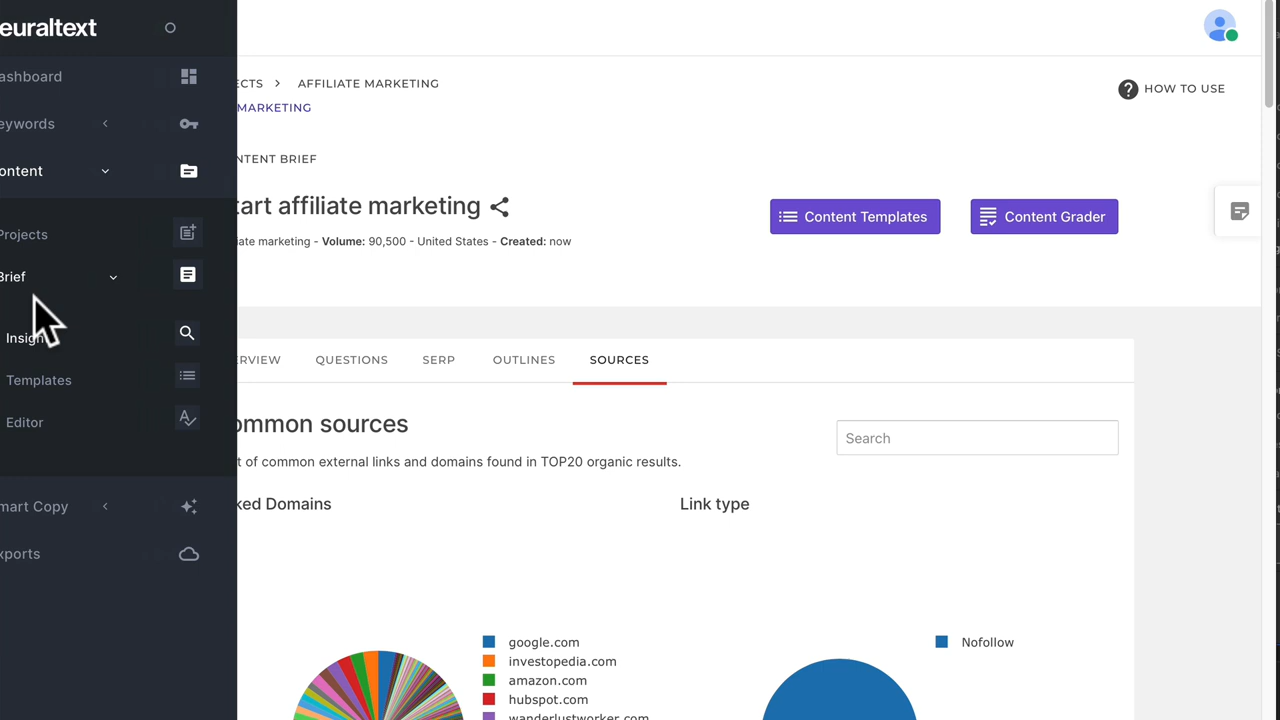 euraltext
ashboard
eywords
ontent
Projects
Brief
Insigh
Templates
Editor
mart Copy
xports
ECTS > AFFILIATE MARKETING
MARKETING
HOW TO USE
NTENT BRIEF
tart affiliate marketing
iate marketing - Volume: 90,500 - United States - Created: now
Content Templates
Content Grader
RVIEW
QUESTIONS
SERP
OUTLINES
SOURCES
ommon sources
Search
t of common external links and domains found in TOP20 organic results.
ked Domains
Link type
google.com
investopedia.com
amazon.com
hubspot.com
wanderlustworker.com
Nofollow